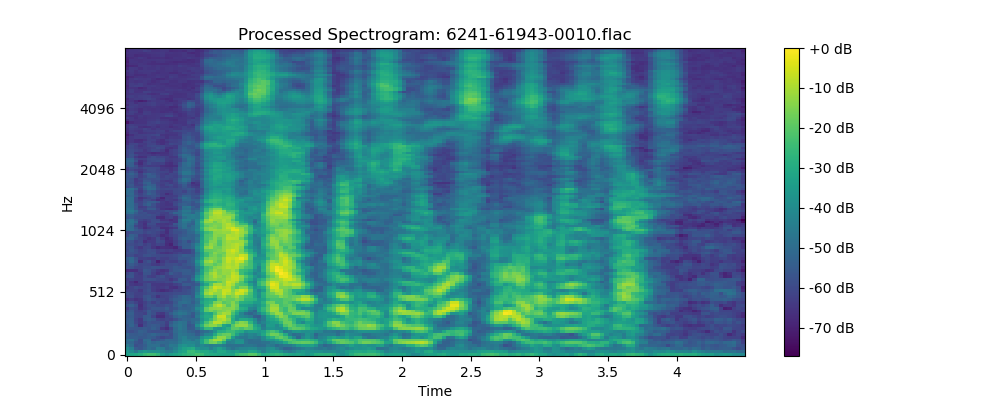 Processed Spectrogram: 6241-61943-0010.flac
Hz
4096
2048
1024
512
0
0 0.5 1 1.5 2 2.5 3 3.5 4
Time
+0 dB
-10 dB
-20 dB
-30 dB
-40 dB
-50 dB
-60 dB
-70 dB